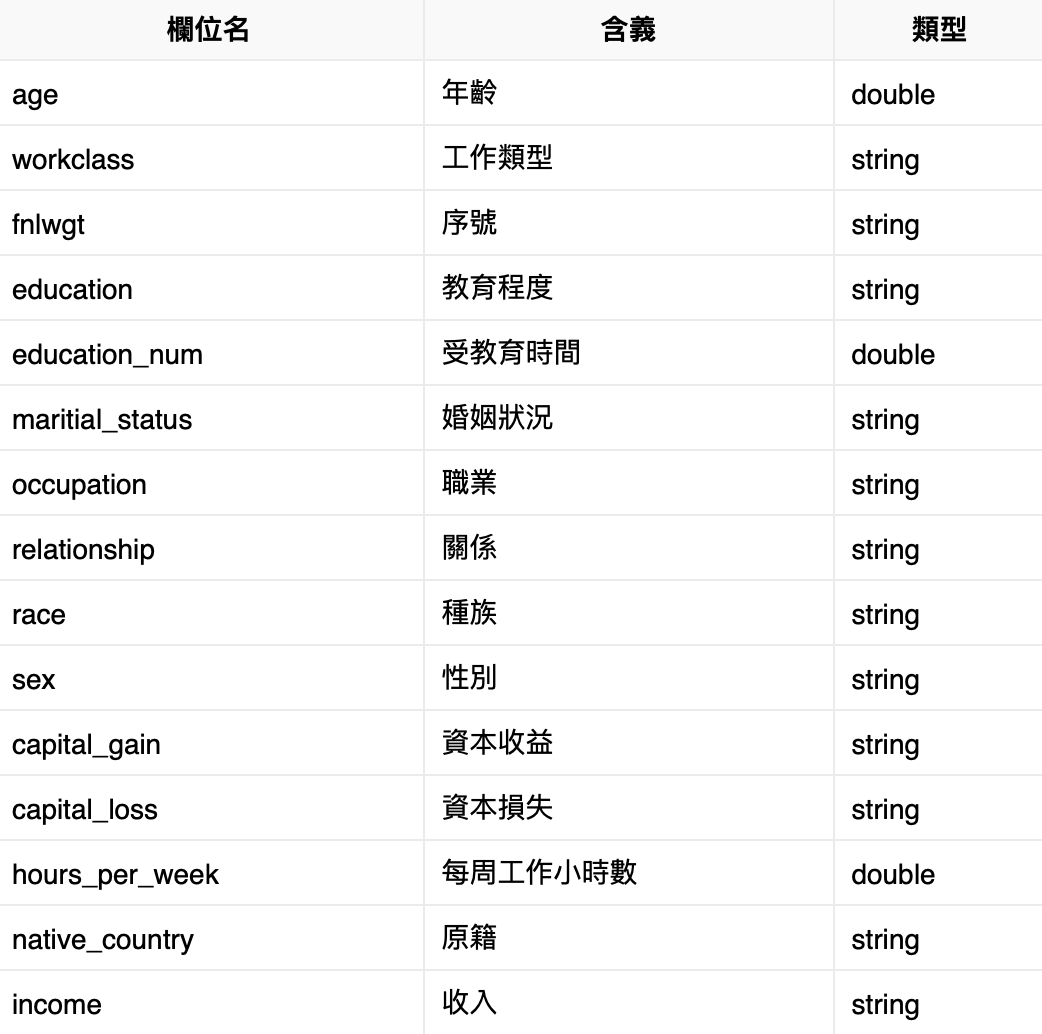 欄位名 含義 類型
age 年齡 double
workclass 工作類型 string
fnlwgt 序號 string
education 教育程度 string
education_num 受教育時間 double
maritial_status 婚姻狀況 string
occupation 職業 string
relationship 關係 string
race 種族 string
sex 性別 string
capital_gain 資本收益 string
capital_loss 資本損失 string
hours_per_week 每周工作小時數 double
native_country 原籍 string
income 收入 string